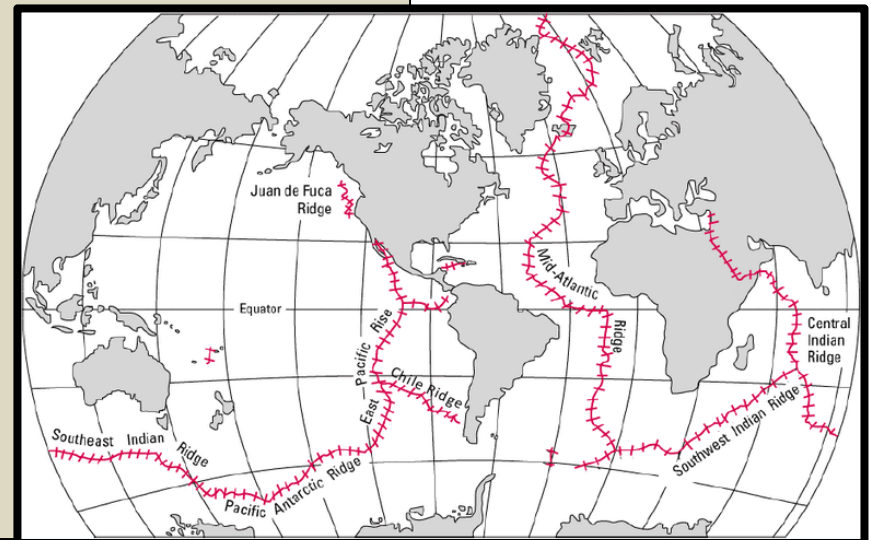 Juan de Fuca
Ridge
Mid-Atlantic
Ridge
Equator
East Pacific Rise
Central
Indian
Ridge
Chile Ridge
Southeast Indian Ridge
Southwest Indian Ridge
Pacific Antarctic Ridge